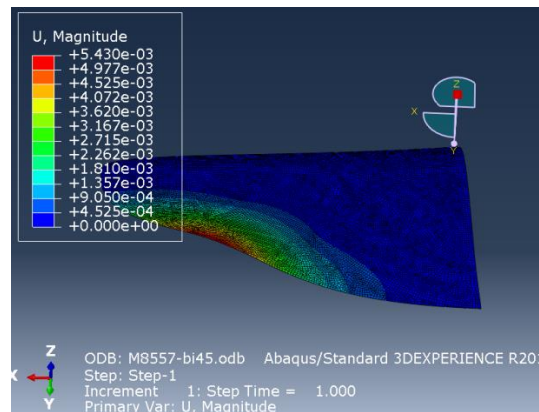 U, Magnitude
+5.430e-03
+4.977e-03
+4.525e-03
+4.072e-03
+3.620e-03
+3.167e-03
+2.715e-03
+2.262e-03
+1.810e-03
+1.357e-03
+9.050e-04
+4.525e-04
+0.000e+00
Z
X
Y
Z
X
Y
ODB: M8557-bi45.odb Abaqus/Standard 3DEXPERIENCE R201
Step: Step-1
Increment 1: Step Time = 1.000
Primary Var: U, Magnitude